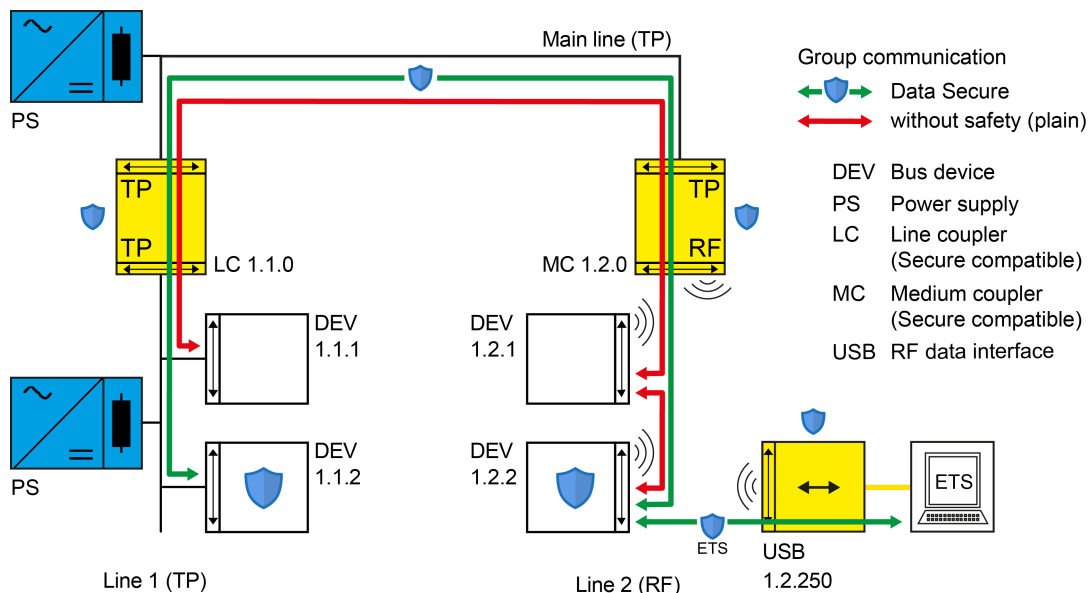 PS
Main line (TP)
Group communication
Data Secure
without safety (plain)
TP
TP
LC 1.1.0
TP
RF
MC 1.2.0
DEV Bus device
PS Power supply
LC Line coupler
(Secure compatible)
MC Medium coupler
(Secure compatible)
USB RF data interface
DEV
1.1.1
DEV
1.2.1
PS
DEV
1.1.2
DEV
1.2.2
ETS
ETS
USB
1.2.250
Line 1 (TP)
Line 2 (RF)